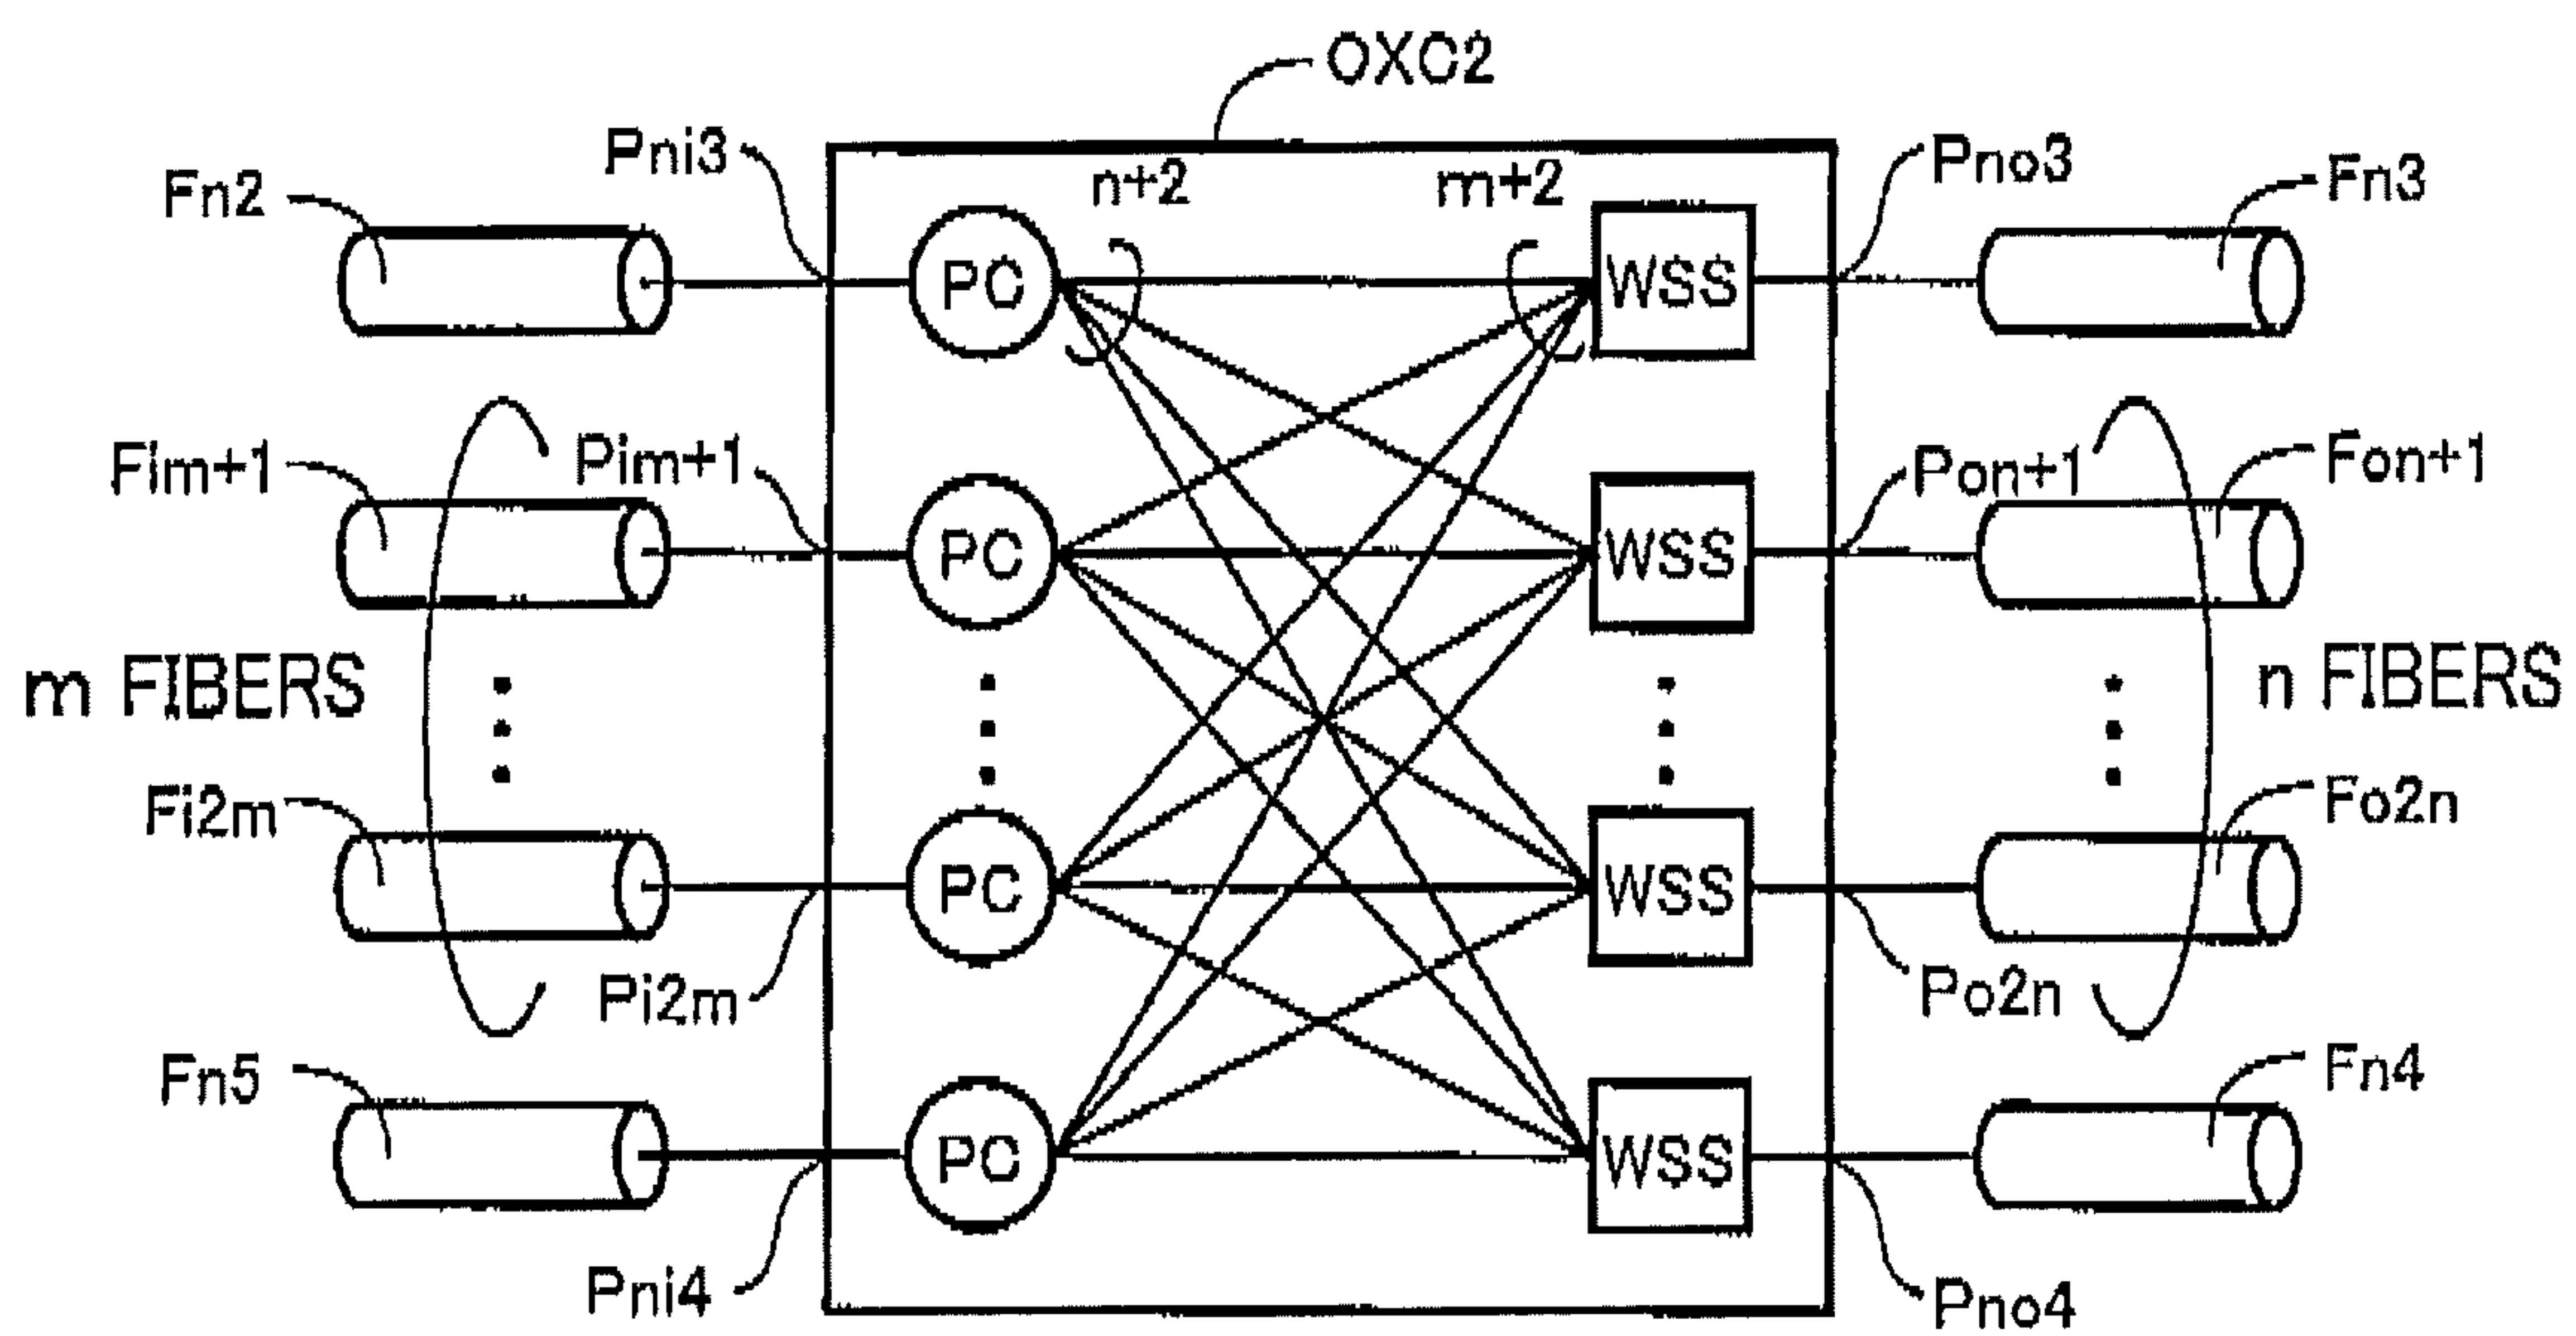 OXC2
Pni3
Pno3
Fn2
n+2
m+2
Fn3
PC
WSS
Fim+1
Pim+1
Pon+1
Fon+1
PC
WSS
m FIBERS
n FIBERS
Fi2m
Fo2n
PC
WSS
Pi2m
Po2n
Fn5
Fn4
PC
WSS
Pni4
Pno4